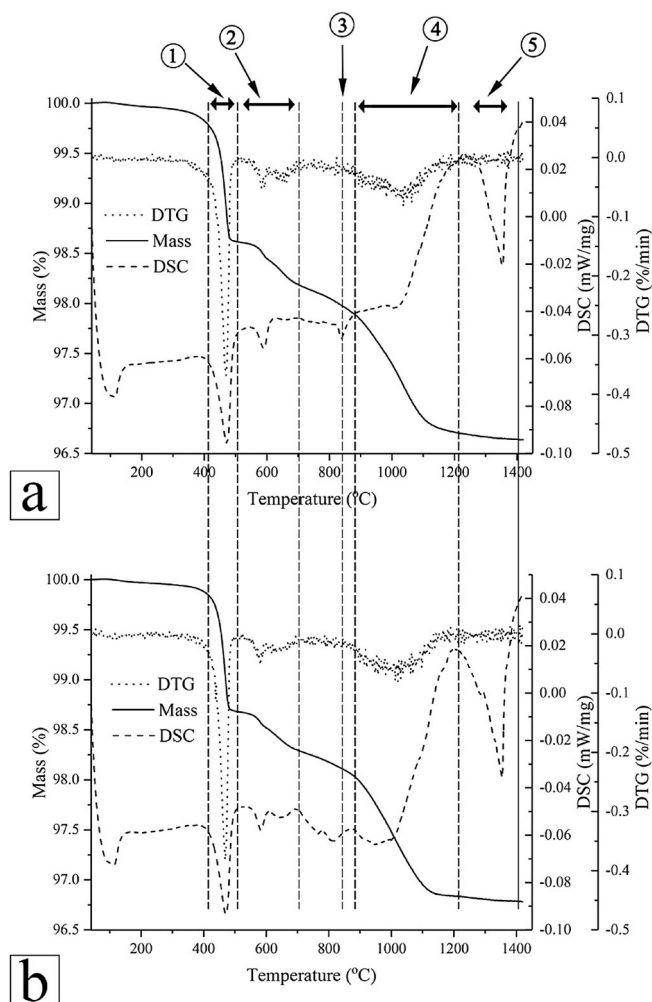 ① ② ③ ④ ⑤
100.0 0.1
99.5 0.04 0.0
99.0 0.02 -0.1
98.5 0.00 -0.2
98.0 -0.02 -0.3
97.5 -0.04 -0.4
97.0 -0.06 -0.5
96.5 -0.08
-0.10
Mass (%)
DTG
Mass
DSC
DSC (mW/mg)
DTG (%/min)
200 400 600 800 1000 1200 1400
Temperature (ºC)
a
100.0 0.1
99.5 0.04 0.0
99.0 0.02 -0.1
98.5 0.00 -0.2
98.0 -0.02 -0.3
97.5 -0.04 -0.4
97.0 -0.06 -0.5
96.5 -0.08
-0.10
Mass (%)
DTG
Mass
DSC
DSC (mW/mg)
DTG (%/min)
200 400 600 800 1000 1200 1400
Temperature (ºC)
b